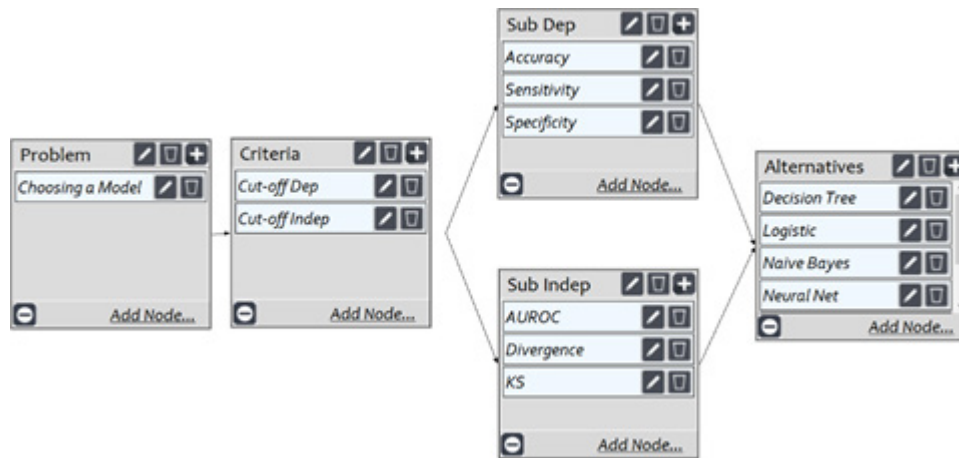 Problem
Choosing a Model
Add Node...
Criteria
Cut-off Dep
Cut-off Indep
Add Node...
Sub Dep
Accuracy
Sensitivity
Specificity
Add Node...
Sub Indep
AUROC
Divergence
KS
Add Node...
Alternatives
Decision Tree
Logistic
Naive Bayes
Neural Net
Add Node...